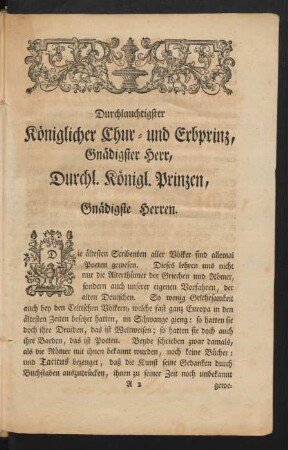 Durchlauchtigster
Königlicher Chur- und Erbprinz,
Gnädigster Herr,
Durchl. Königl. Prinzen,
Gnädigste Herren.
Die ältesten Scribenten aller Völker sind allemal
Poeten gewesen. Dieses lehren uns nicht
nur die Alterthümer der Griechen und Römer,
sondern auch unserer eigenen Vorfahren, der
alten Deutschen. So wenig Gelehrsamkeit
auch bey den Celtischen Völkern, welche fast ganz Europa in den
ältesten Zeiten besetzet hatten, im Schwange gieng: so hatten sie
doch ihre Druiden, das ist Weltweisen; so hatten sie doch auch
ihre Barden, das ist Poeten. Beyde schrieben zwar damals,
als die Römer mit ihnen bekannt wurden, noch keine Bücher:
und Tacitus bezeuget, daß die Kunst seine Gedanken durch
Buchstaben auszudrücken, ihnen zu seiner Zeit noch unbekannt
A 2 gewe-